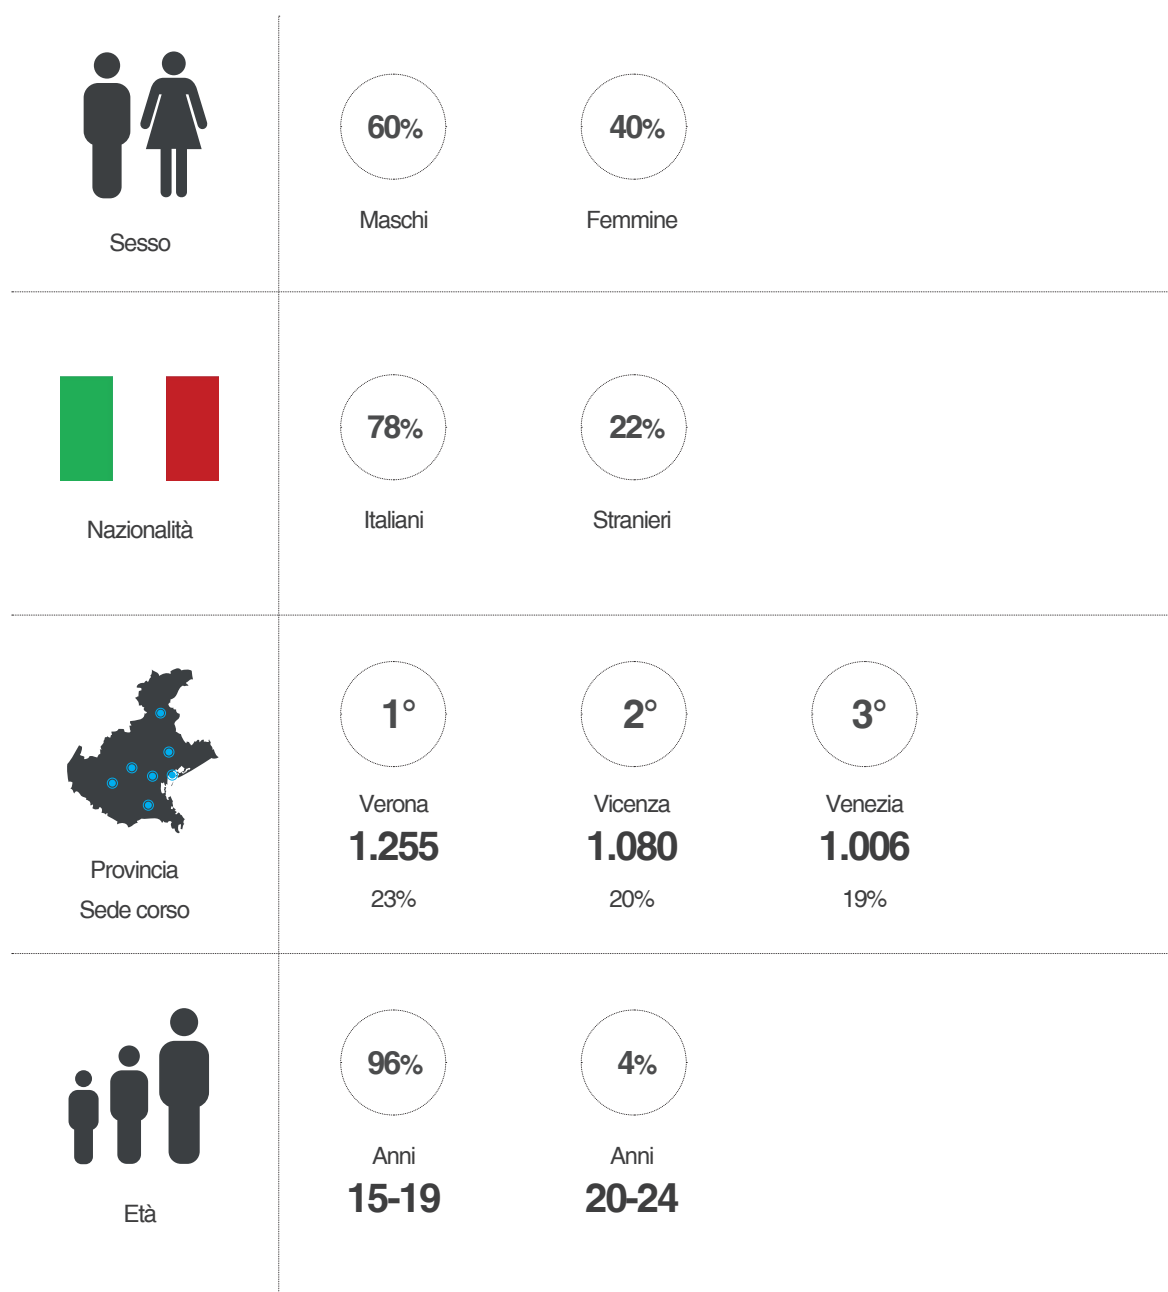 60%
40%
Maschi
Femmine
Sesso
78%
22%
Italiani
Stranieri
Nazionalità
1°
2°
3°
Verona
Vicenza
Venezia
1.255
1.080
1.006
Provincia
23%
20%
19%
Sede corso
96%
4%
Anni
Anni
15-19
20-24
Età